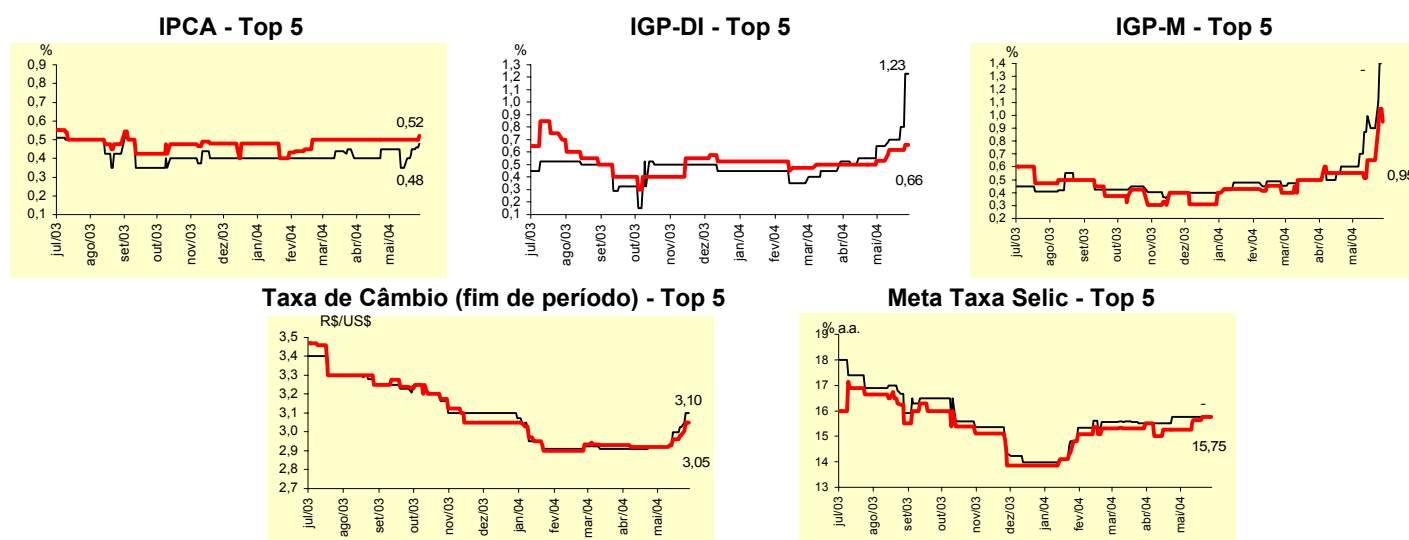 IPCA - Top 5
%
0,9
0,8
0,7
0,6
0,5
0,4
0,3
0,2
0,1
0,52
0,48
jul/03
ago/03
set/03
out/03
nov/03
dez/03
jan/04
fev/04
mar/04
abr/04
mai/04
IGP-DI - Top 5
%
1,3
1,2
1,1
1,0
0,9
0,8
0,7
0,6
0,5
0,4
0,3
0,2
0,1
1,23
0,66
jul/03
ago/03
set/03
out/03
nov/03
dez/03
jan/04
fev/04
mar/04
abr/04
mai/04
IGP-M - Top 5
%
1,4
1,3
1,2
1,1
1,0
0,9
0,8
0,7
0,6
0,5
0,4
0,3
0,2
-
0,95
jul/03
ago/03
set/03
out/03
nov/03
dez/03
jan/04
fev/04
mar/04
abr/04
mai/04
Taxa de Câmbio (fim de período) - Top 5
R$/US$
3,5
3,4
3,3
3,2
3,1
3,0
2,9
2,8
2,7
3,10
3,05
jul/03
ago/03
set/03
out/03
nov/03
dez/03
jan/04
fev/04
mar/04
abr/04
mai/04
Meta Taxa Selic - Top 5
% a.a.
19
18
17
16
15
14
13
-
15,75
jul/03
ago/03
set/03
out/03
nov/03
dez/03
jan/04
fev/04
mar/04
abr/04
mai/04